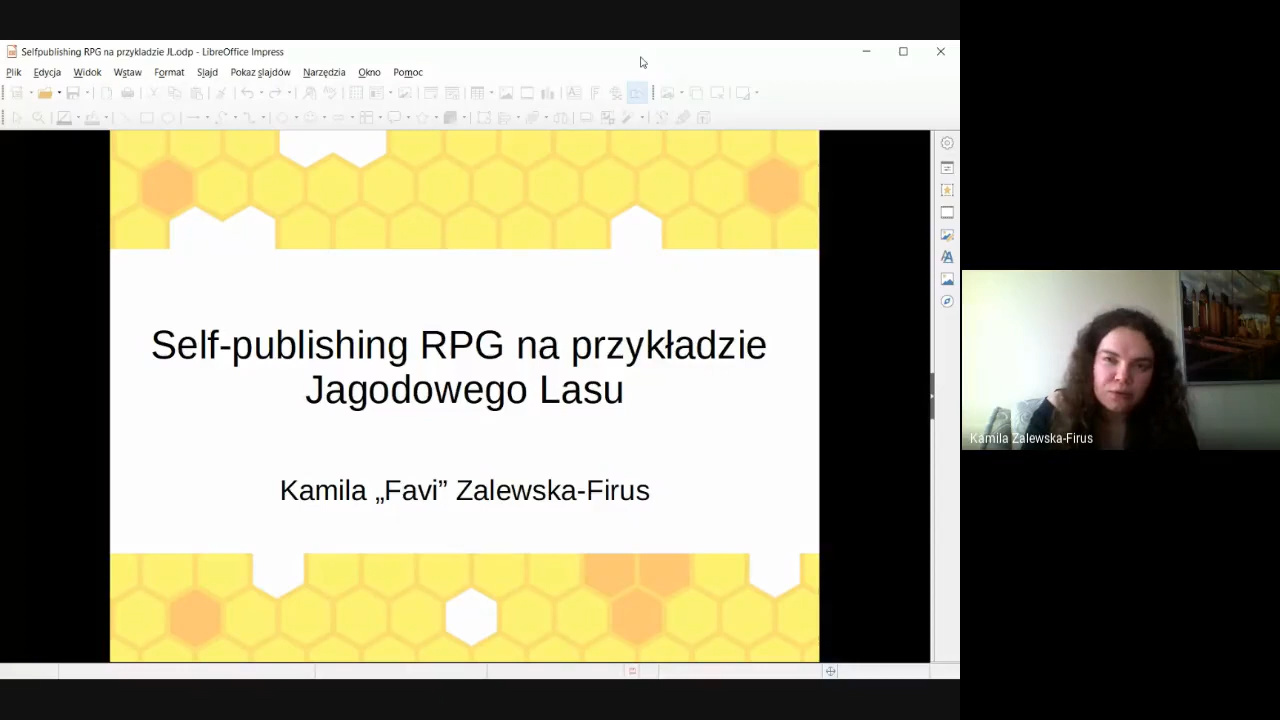 Selfpublishing RPG na przykładzie JL.odp - LibreOffice Impress
Plik Edycja Widok Wstaw Format Slajd Pokaz slajdów Narzędzia Okno Pomoc
Self-publishing RPG na przykładzie
Jagodowego Lasu
Kamila „Favi” Zalewska-Firus
Kamila Zalewska-Firus